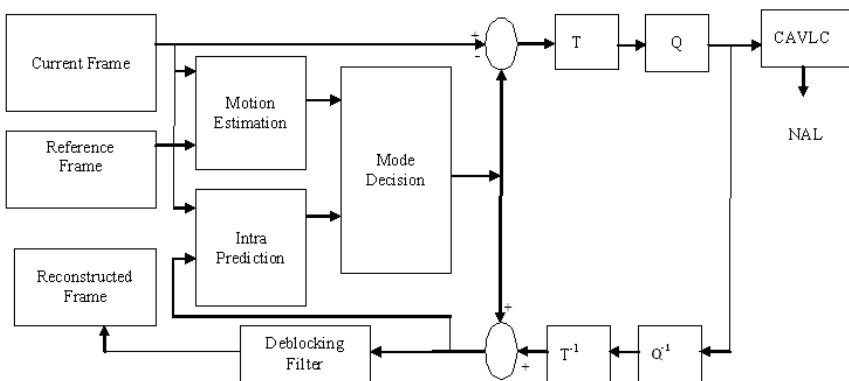 Current Frame
+
-
T
Q
CAVLC
NAL
Motion
Estimation
Reference
Frame
Mode
Decision
Intra
Prediction
Reconstructed
Frame
Deblocking
Filter
+
+
T⁻¹
Q⁻¹